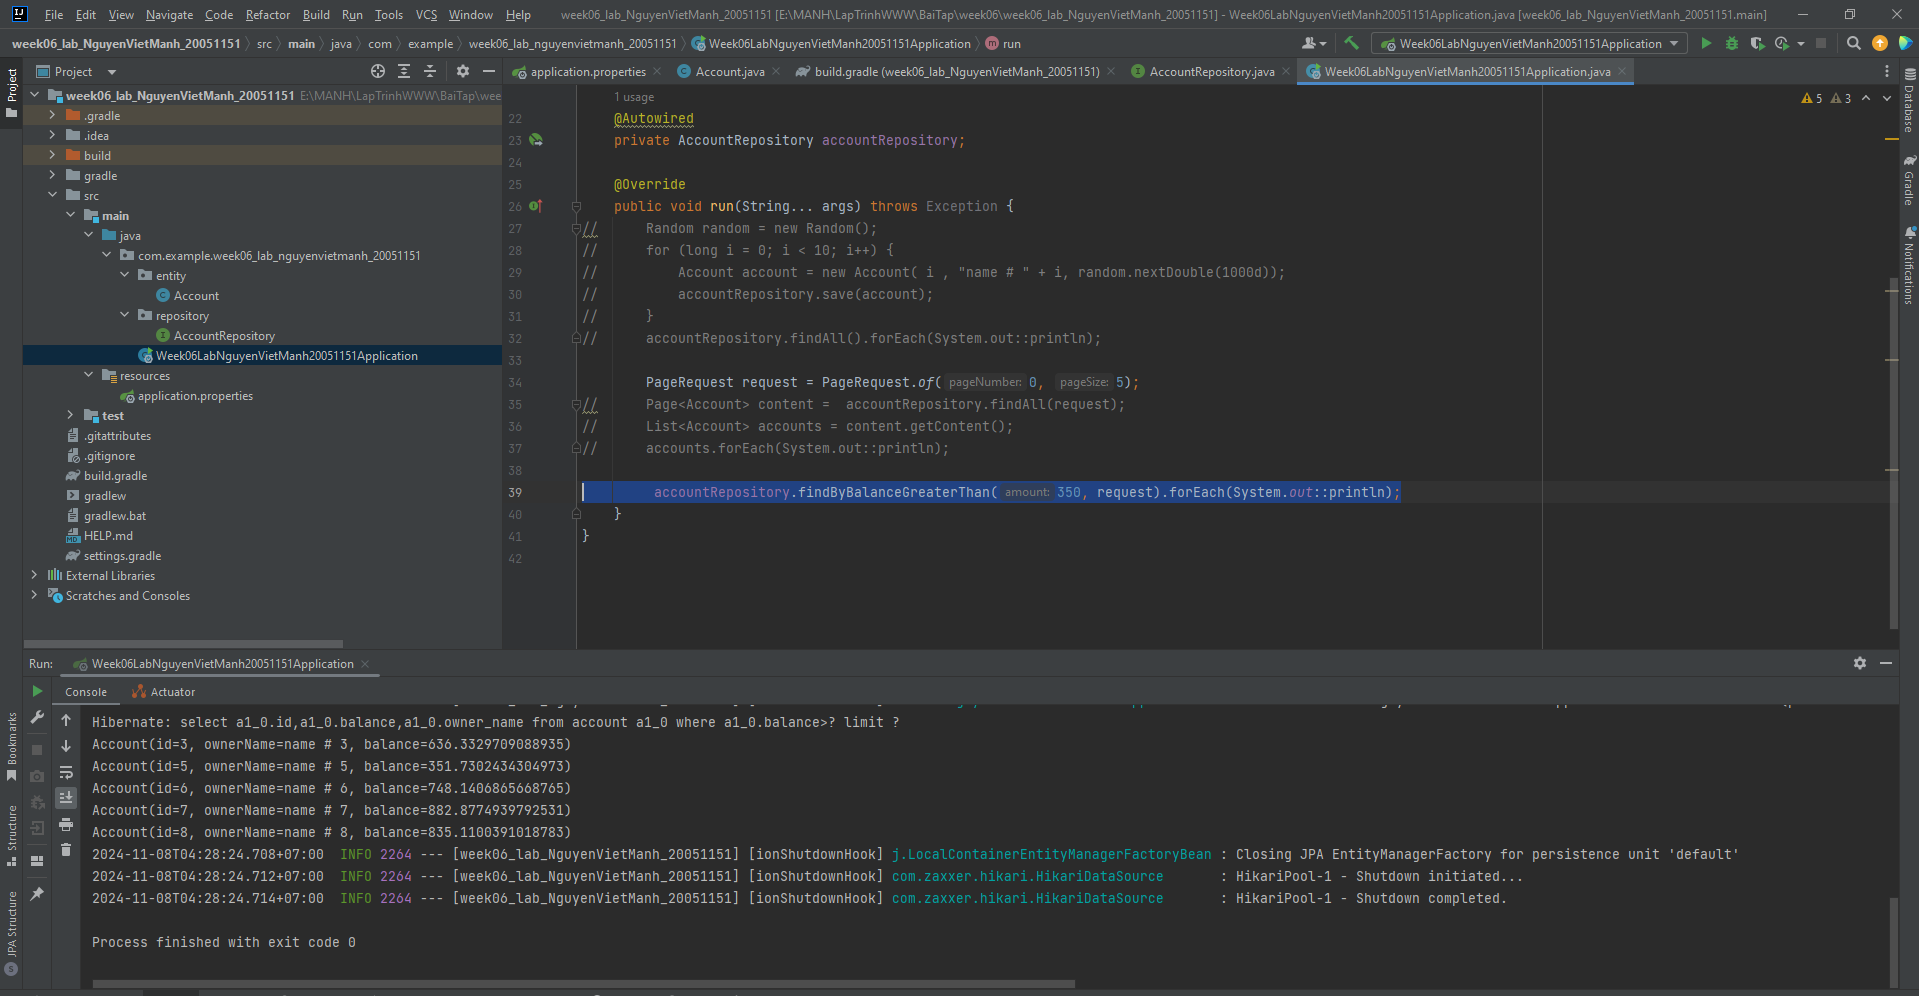 File Edit View Navigate Code Refactor Build Run Tools VCS Window Help week06_lab_NguyenVietManh_20051151 [E:\MANH\LapTrinhWWW\BaiTap\week06\week06_lab_NguyenVietManh_20051151] - Week06LabNguyenVietManh20051151Application.java [week06_lab_NguyenVietManh_20051151.main]
week06_lab_NguyenVietManh_20051151 src main java com example week06_lab_nguyenvietmanh_20051151 Week06LabNguyenVietManh20051151Application run Week06LabNguyenVietManh20051151Application
Project application.properties Account.java build.gradle (week06_lab_NguyenVietManh_20051151) AccountRepository.java Week06LabNguyenVietManh20051151Application.java
Project
Bookmarks
Structure
JPA Structure
Database
Gradle
Notifications
week06_lab_NguyenVietManh_20051151 E:\MANH\LapTrinhWWW\BaiTap\wee
.gradle
.idea
build
gradle
src
main
java
com.example.week06_lab_nguyenvietmanh_20051151
entity
Account
repository
AccountRepository
Week06LabNguyenVietManh20051151Application
resources
application.properties
test
.gitattributes
.gitignore
build.gradle
gradlew
gradlew.bat
HELP.md
settings.gradle
External Libraries
Scratches and Consoles
1 usage
5 3
22 @Autowired
23 private AccountRepository accountRepository;
24
25 @Override
26 public void run(String... args) throws Exception {
27 // Random random = new Random();
28 // for (long i = 0; i < 10; i++) {
29 // Account account = new Account( i , "name # " + i, random.nextDouble(1000d));
30 // accountRepository.save(account);
31 // }
32 // accountRepository.findAll().forEach(System.out::println);
33
34 PageRequest request = PageRequest.of( pageNumber: 0, pageSize: 5);
35 // Page<Account> content =  accountRepository.findAll(request);
36 // List<Account> accounts = content.getContent();
37 // accounts.forEach(System.out::println);
38
39 accountRepository.findByBalanceGreaterThan( amount: 350, request).forEach(System.out::println);
40 }
41 }
42
Run: Week06LabNguyenVietManh20051151Application
Console Actuator
Hibernate: select a1_0.id,a1_0.balance,a1_0.owner_name from account a1_0 where a1_0.balance>? limit ?
Account(id=3, ownerName=name # 3, balance=636.3329709088935)
Account(id=5, ownerName=name # 5, balance=351.7302434304973)
Account(id=6, ownerName=name # 6, balance=748.1406865668765)
Account(id=7, ownerName=name # 7, balance=882.8774939792531)
Account(id=8, ownerName=name # 8, balance=835.1100391018783)
2024-11-08T04:28:24.708+07:00  INFO 2264 --- [week06_lab_NguyenVietManh_20051151] [ionShutdownHook] j.LocalContainerEntityManagerFactoryBean : Closing JPA EntityManagerFactory for persistence unit 'default'
2024-11-08T04:28:24.712+07:00  INFO 2264 --- [week06_lab_NguyenVietManh_20051151] [ionShutdownHook] com.zaxxer.hikari.HikariDataSource       : HikariPool-1 - Shutdown initiated...
2024-11-08T04:28:24.714+07:00  INFO 2264 --- [week06_lab_NguyenVietManh_20051151] [ionShutdownHook] com.zaxxer.hikari.HikariDataSource       : HikariPool-1 - Shutdown completed.
Process finished with exit code 0